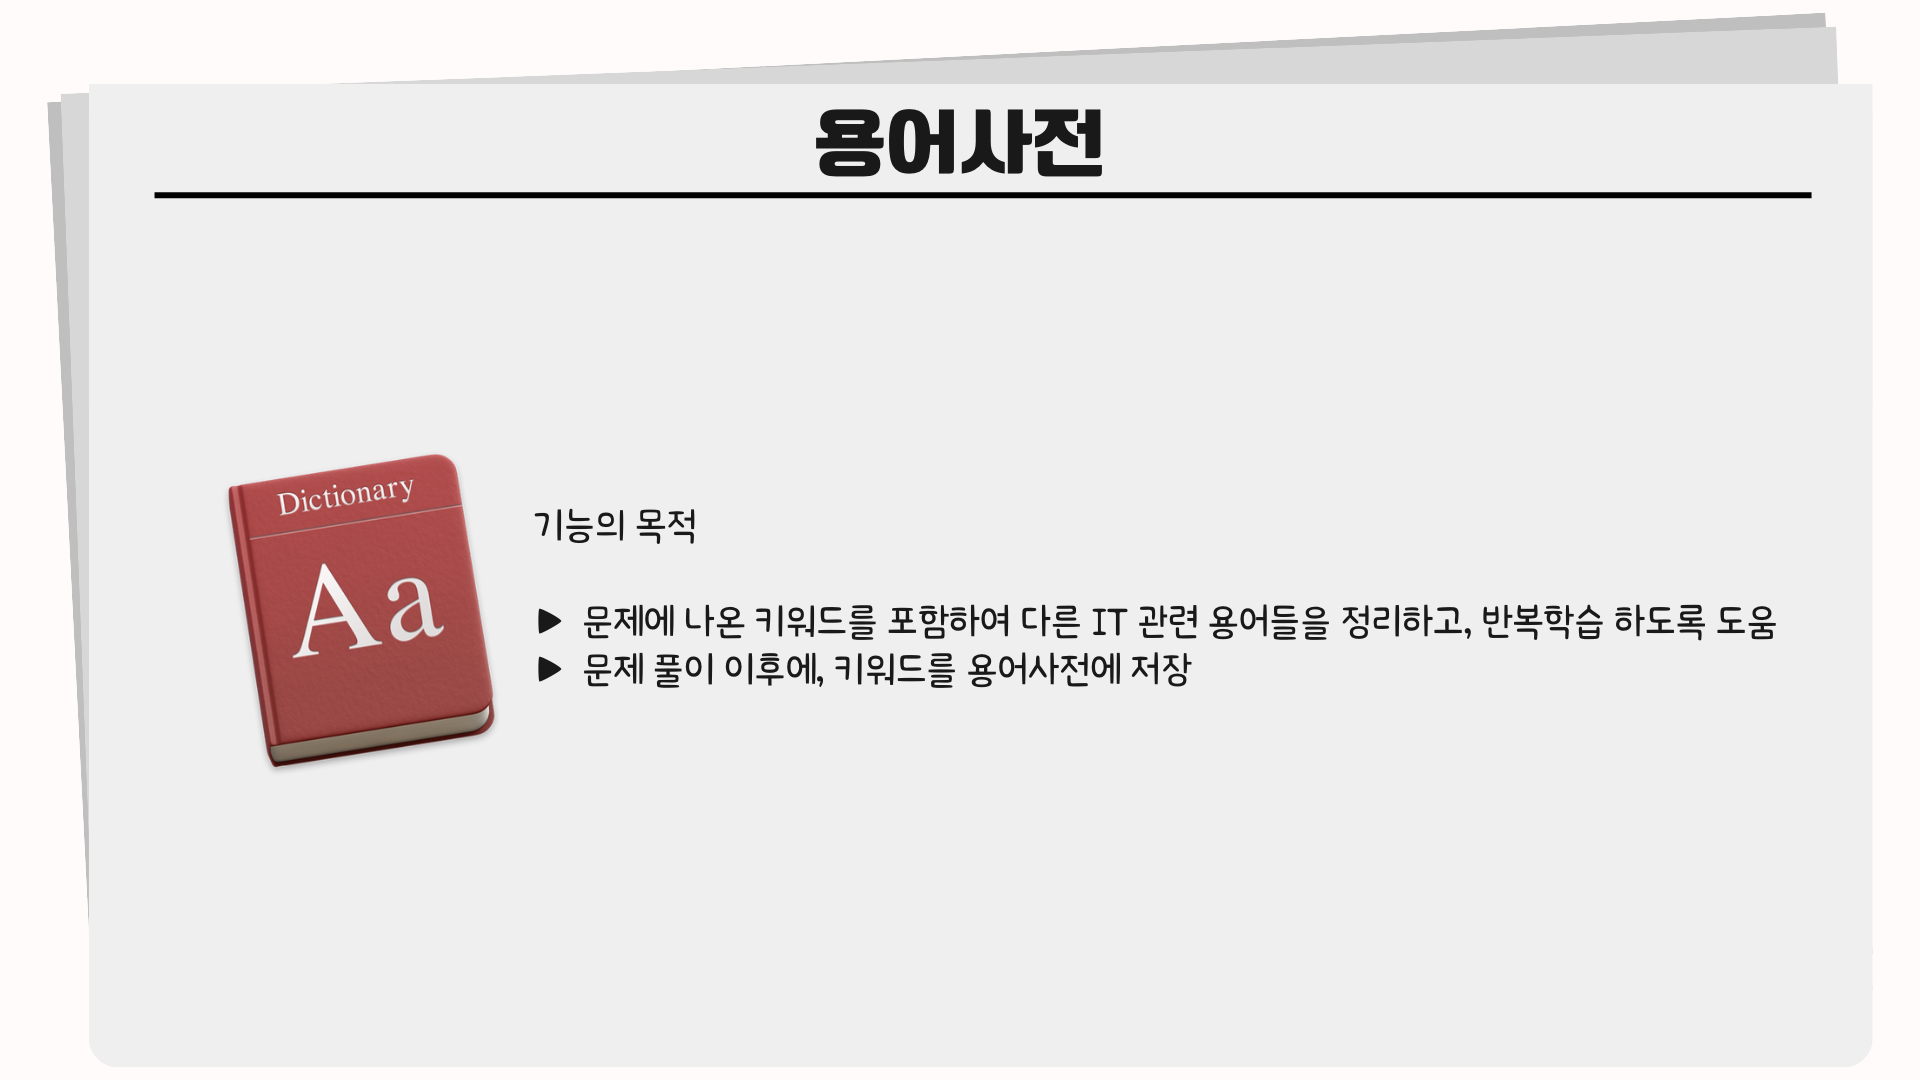 용어사전
Dictionary
Aa
기능의 목적
▶ 문제에 나온 키워드를 포함하여 다른 IT 관련 용어들을 정리하고, 반복학습 하도록 도움
▶ 문제 풀이 이후에, 키워드를 용어사전에 저장